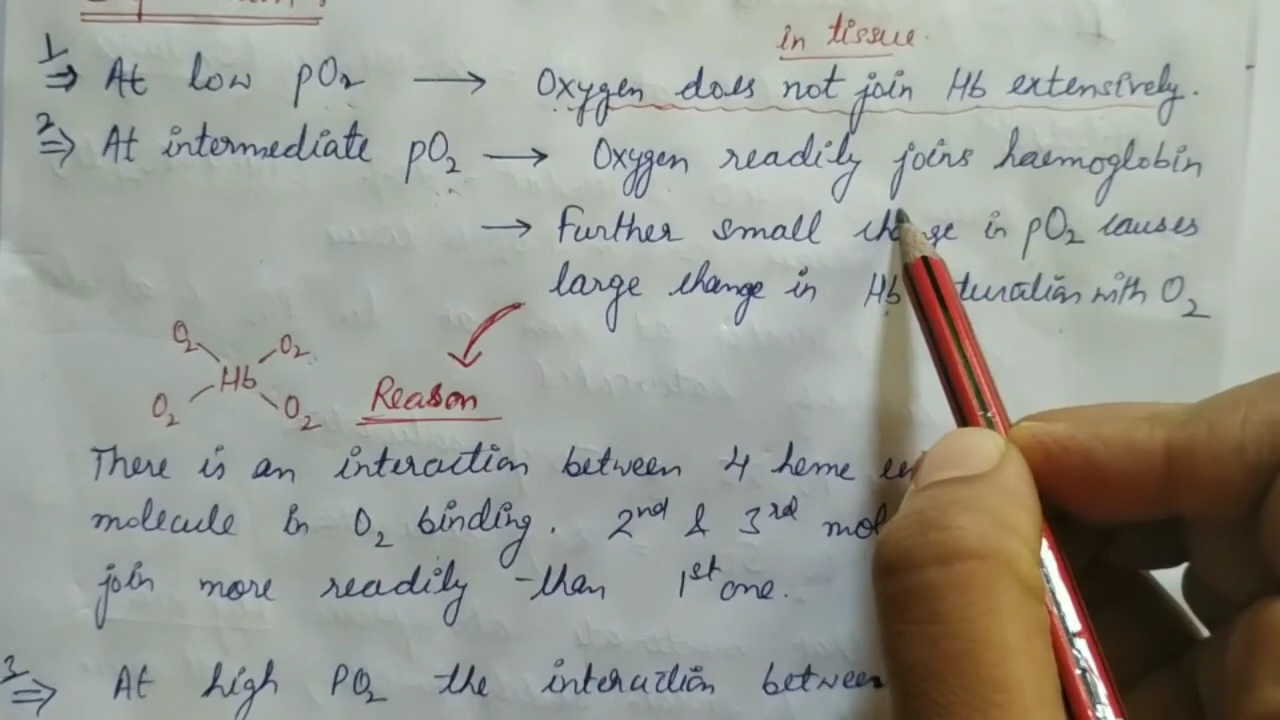 in tissue.
1 ⇒ At low pO2 → Oxygen does not join Hb extensively.
2 ⇒ At intermediate pO2 → Oxygen readily joins haemoglobin
→ Further small change in pO2 causes
large change in Hb with O2
O2 O2
Hb
O2 O2
Reason
There is an interaction between 4 heme
molecule in O2 binding. 2nd & 3rd
join more readily than 1st one.
3 ⇒ At high PO2 the interaction between